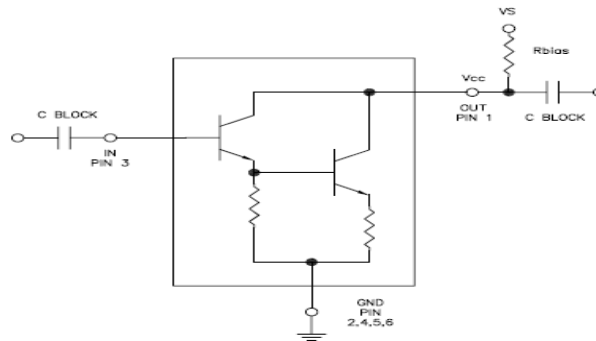 VS
Rbias
Vcc
C BLOCK
IN
PIN 3
OUT
PIN 1
C BLOCK
GND
PIN
2,4,5,6